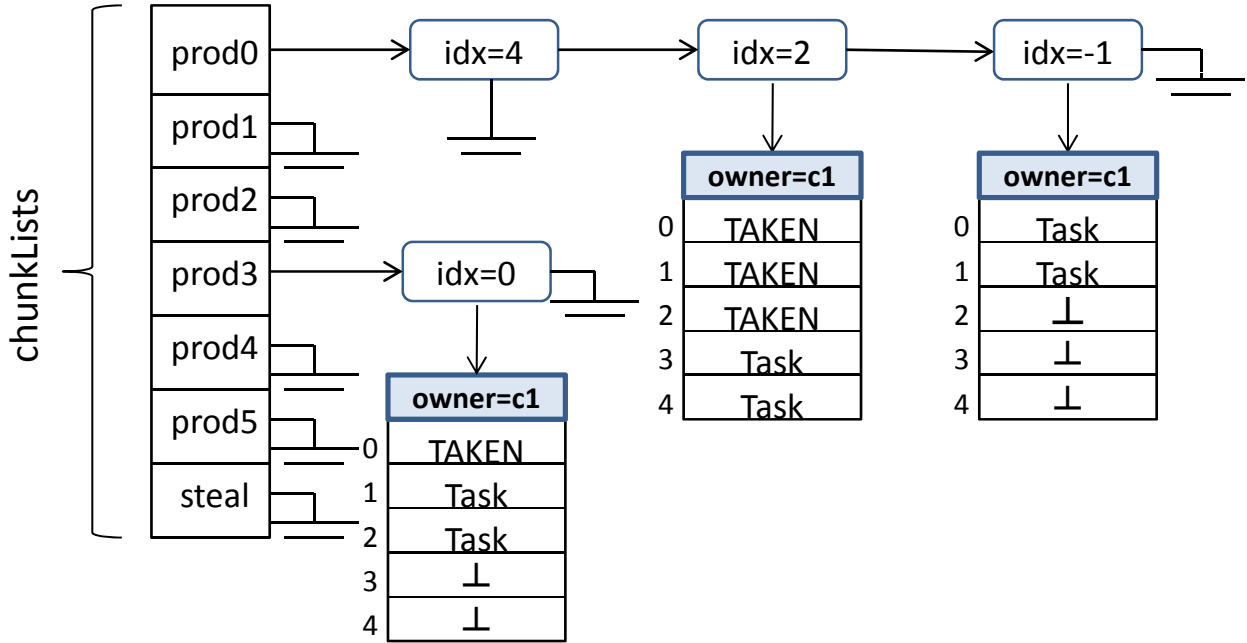 chunkLists
prod0
prod1
prod2
prod3
prod4
prod5
steal
idx=4
idx=2
idx=-1
owner=c1
0 TAKEN
1 TAKEN
2 TAKEN
3 Task
4 Task
owner=c1
0 Task
1 Task
2 ⊥
3 ⊥
4 ⊥
idx=0
owner=c1
0 TAKEN
1 Task
2 Task
3 ⊥
4 ⊥